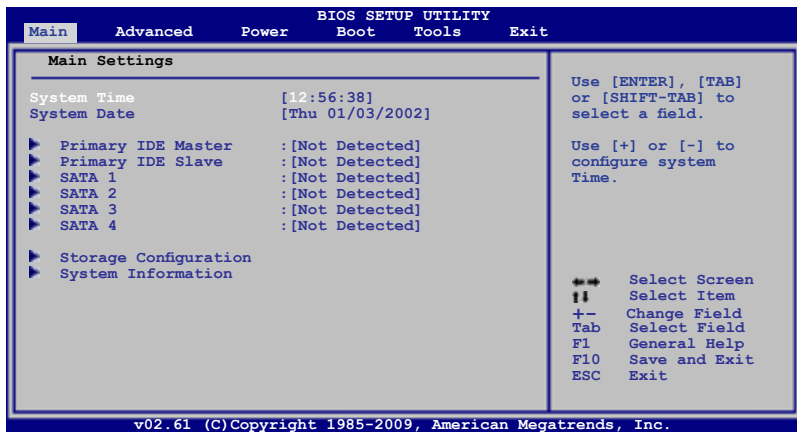 BIOS SETUP UTILITY
Main Advanced Power Boot Tools Exit
Main Settings
System Time [12:56:38]
System Date [Thu 01/03/2002]
Primary IDE Master :[Not Detected]
Primary IDE Slave :[Not Detected]
SATA 1 :[Not Detected]
SATA 2 :[Not Detected]
SATA 3 :[Not Detected]
SATA 4 :[Not Detected]
Storage Configuration
System Information
Use [ENTER], [TAB]
or [SHIFT-TAB] to
select a field.
Use [+] or [-] to
configure system
Time.
←→ Select Screen
↑↓ Select Item
+- Change Field
Tab Select Field
F1 General Help
F10 Save and Exit
ESC Exit
v02.61 (C)Copyright 1985-2009, American Megatrends, Inc.